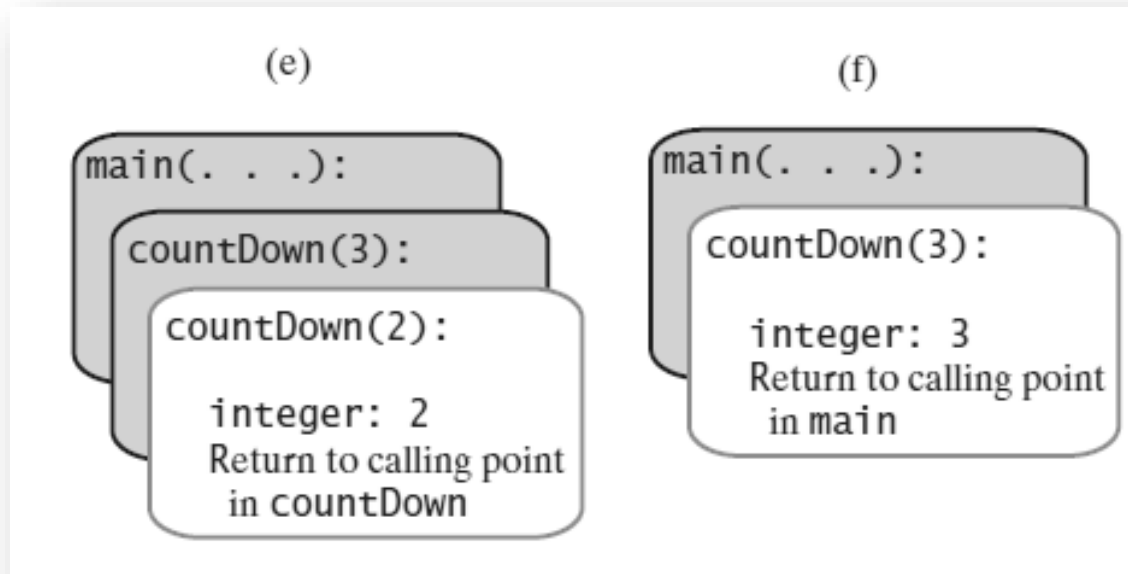 (e)
main(. . .):
countDown(3):
countDown(2):
integer: 2
Return to calling point
in countDown
(f)
main(. . .):
countDown(3):
integer: 3
Return to calling point
in main